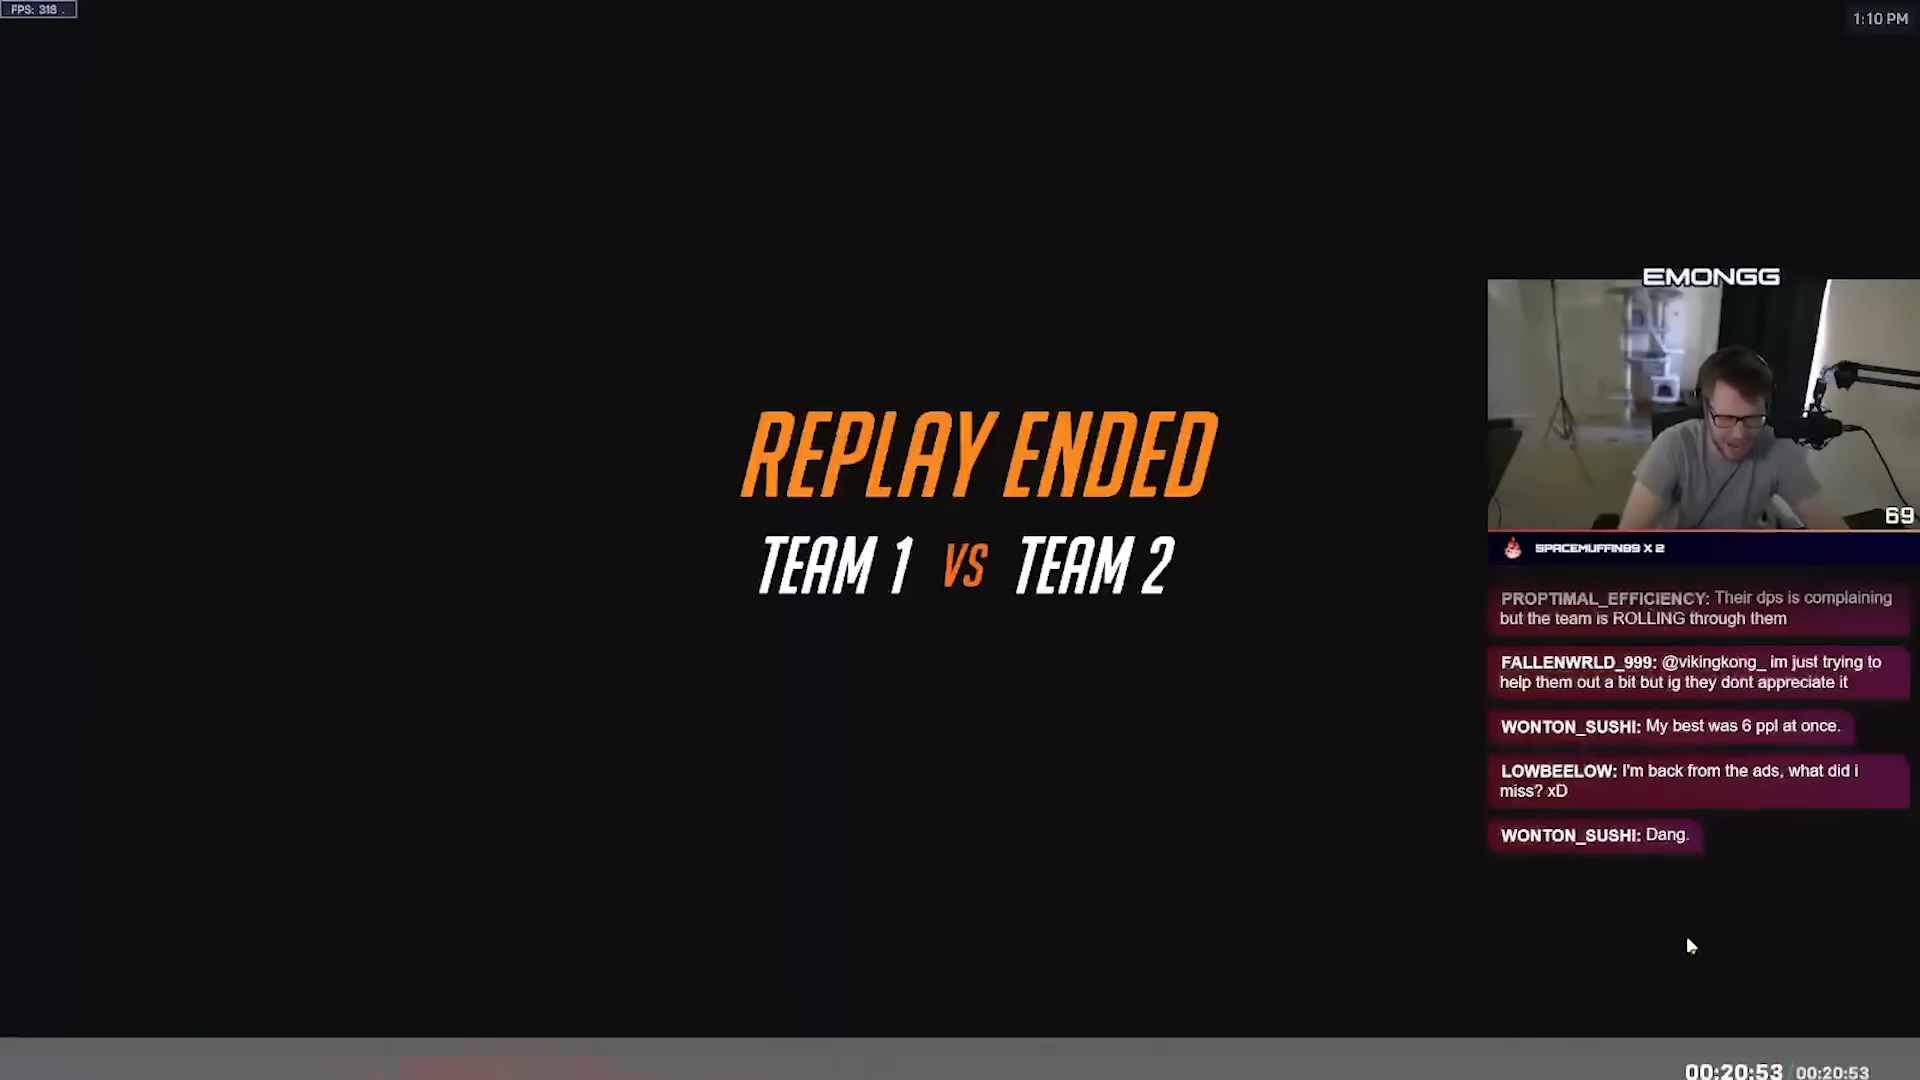 FPS: 318
1:10 PM
EMONGG
REPLAY ENDED
TEAM 1 VS TEAM 2
69
SPACEMUFFIN89 X 2
PROPTIMAL_EFFICIENCY: Their dps is complaining
but the team is ROLLING through them
FALLENWRLD_999: @vikingkong_ im just trying to
help them out a bit but ig they dont appreciate it
WONTON_SUSHI: My best was 6 ppl at once.
LOWBEELOW: I'm back from the ads, what did i
miss? xD
WONTON_SUSHI: Dang.
00:20:53 / 00:20:53